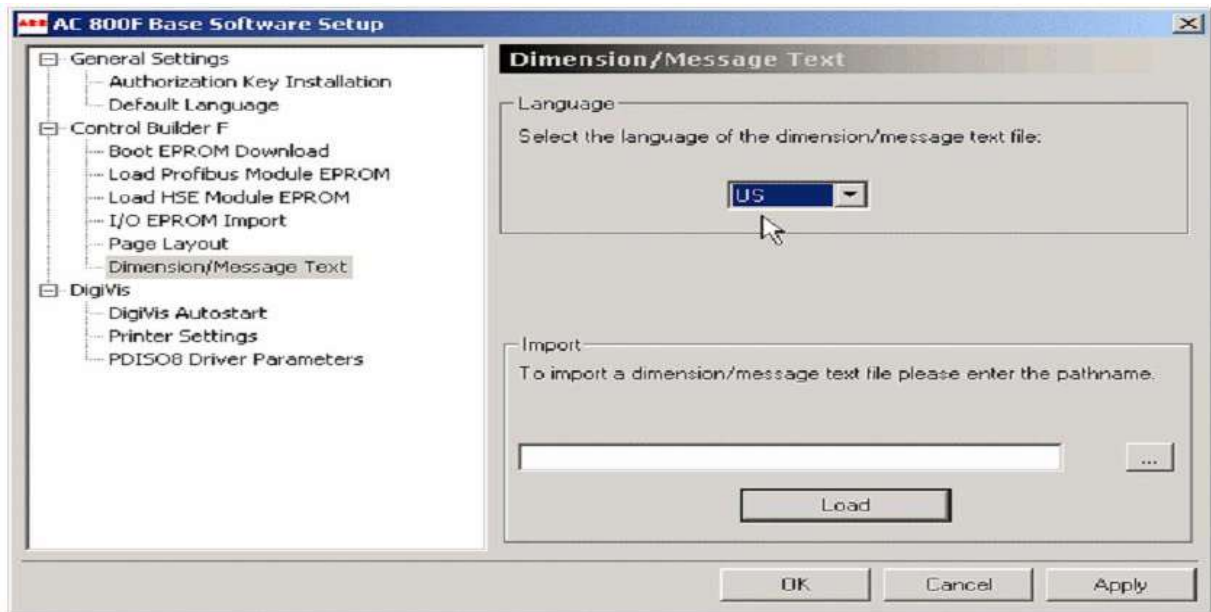 ABB AC 800F Base Software Setup
General Settings
Authorization Key Installation
Default Language
Control Builder F
Boot EPROM Download
Load Profibus Module EPROM
Load HSE Module EPROM
I/O EPROM Import
Page Layout
Dimension/Message Text
DigiVis
DigiVis Autostart
Printer Settings
PDISO8 Driver Parameters
Dimension/Message Text
Language
Select the language of the dimension/message text file:
US
Import
To import a dimension/message text file please enter the pathname.
...
Load
OK
Cancel
Apply